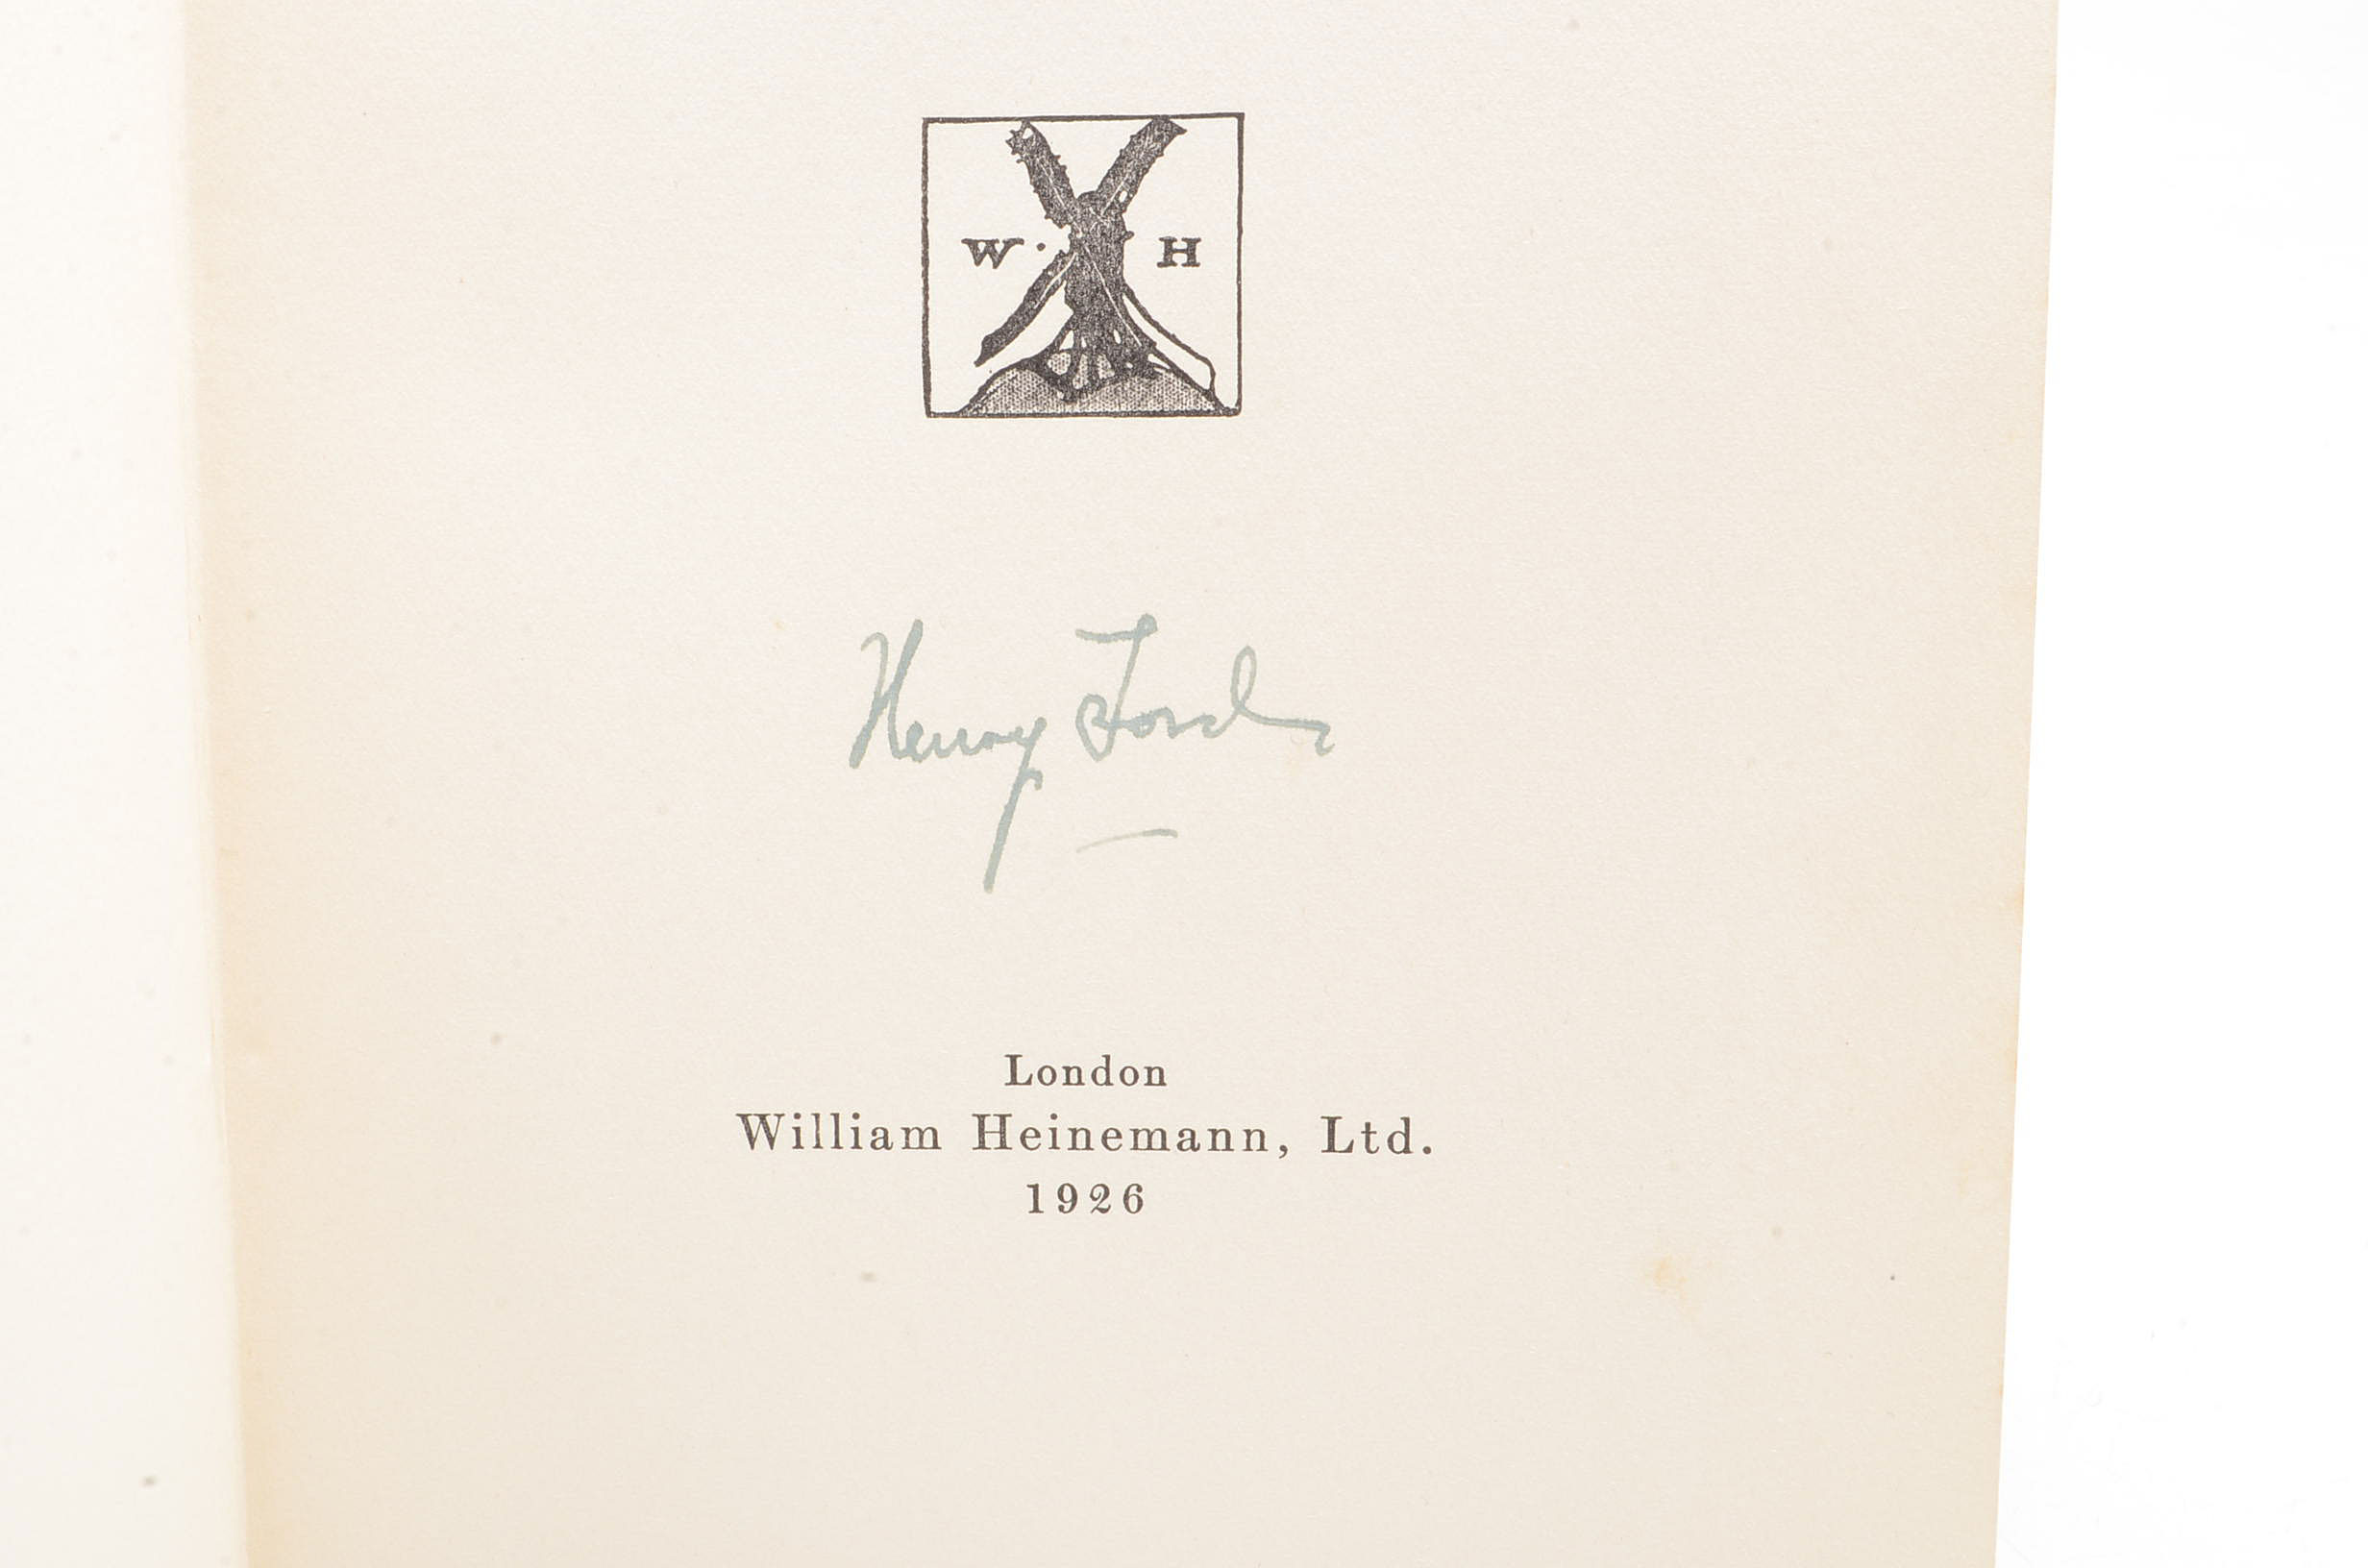 W. H
Henry Ford
London
William Heinemann, Ltd.
1926